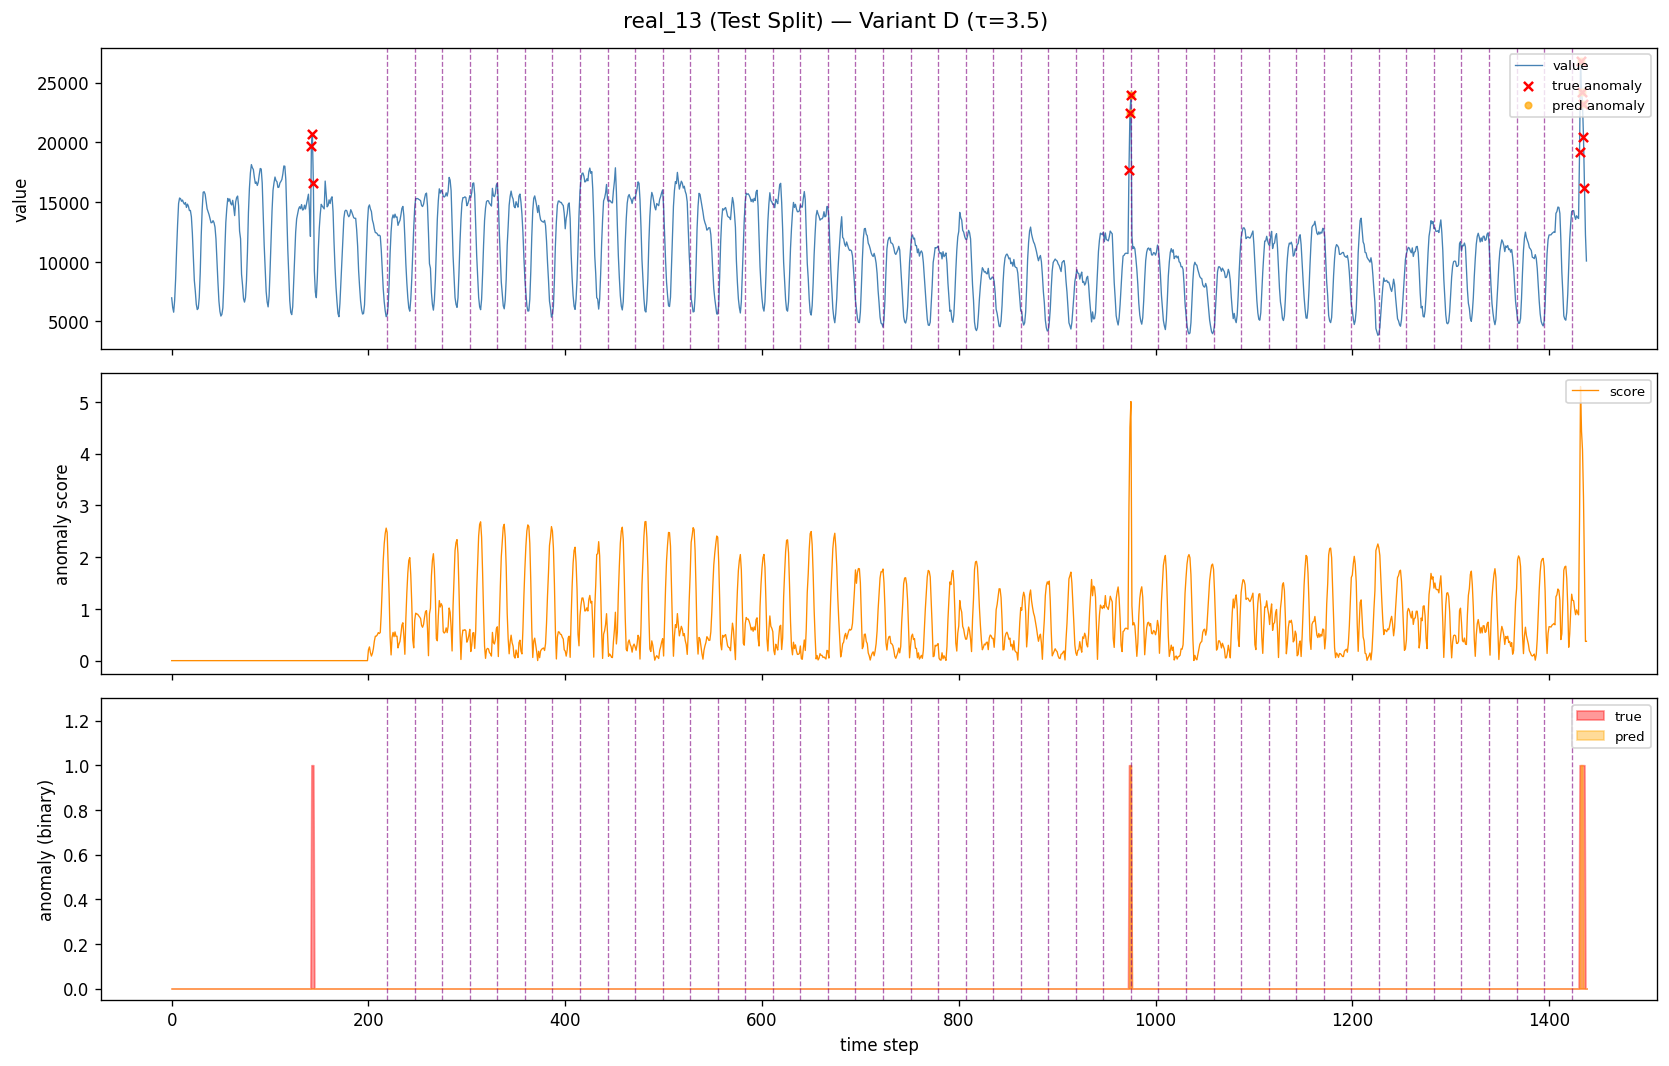 real_13 (Test Split) — Variant D (τ=3.5)
25000
20000
15000
10000
5000
value
value
true anomaly
pred anomaly
5
4
3
2
1
0
anomaly score
score
1.2
1.0
0.8
0.6
0.4
0.2
0.0
anomaly (binary)
true
pred
0 200 400 600 800 1000 1200 1400
time step